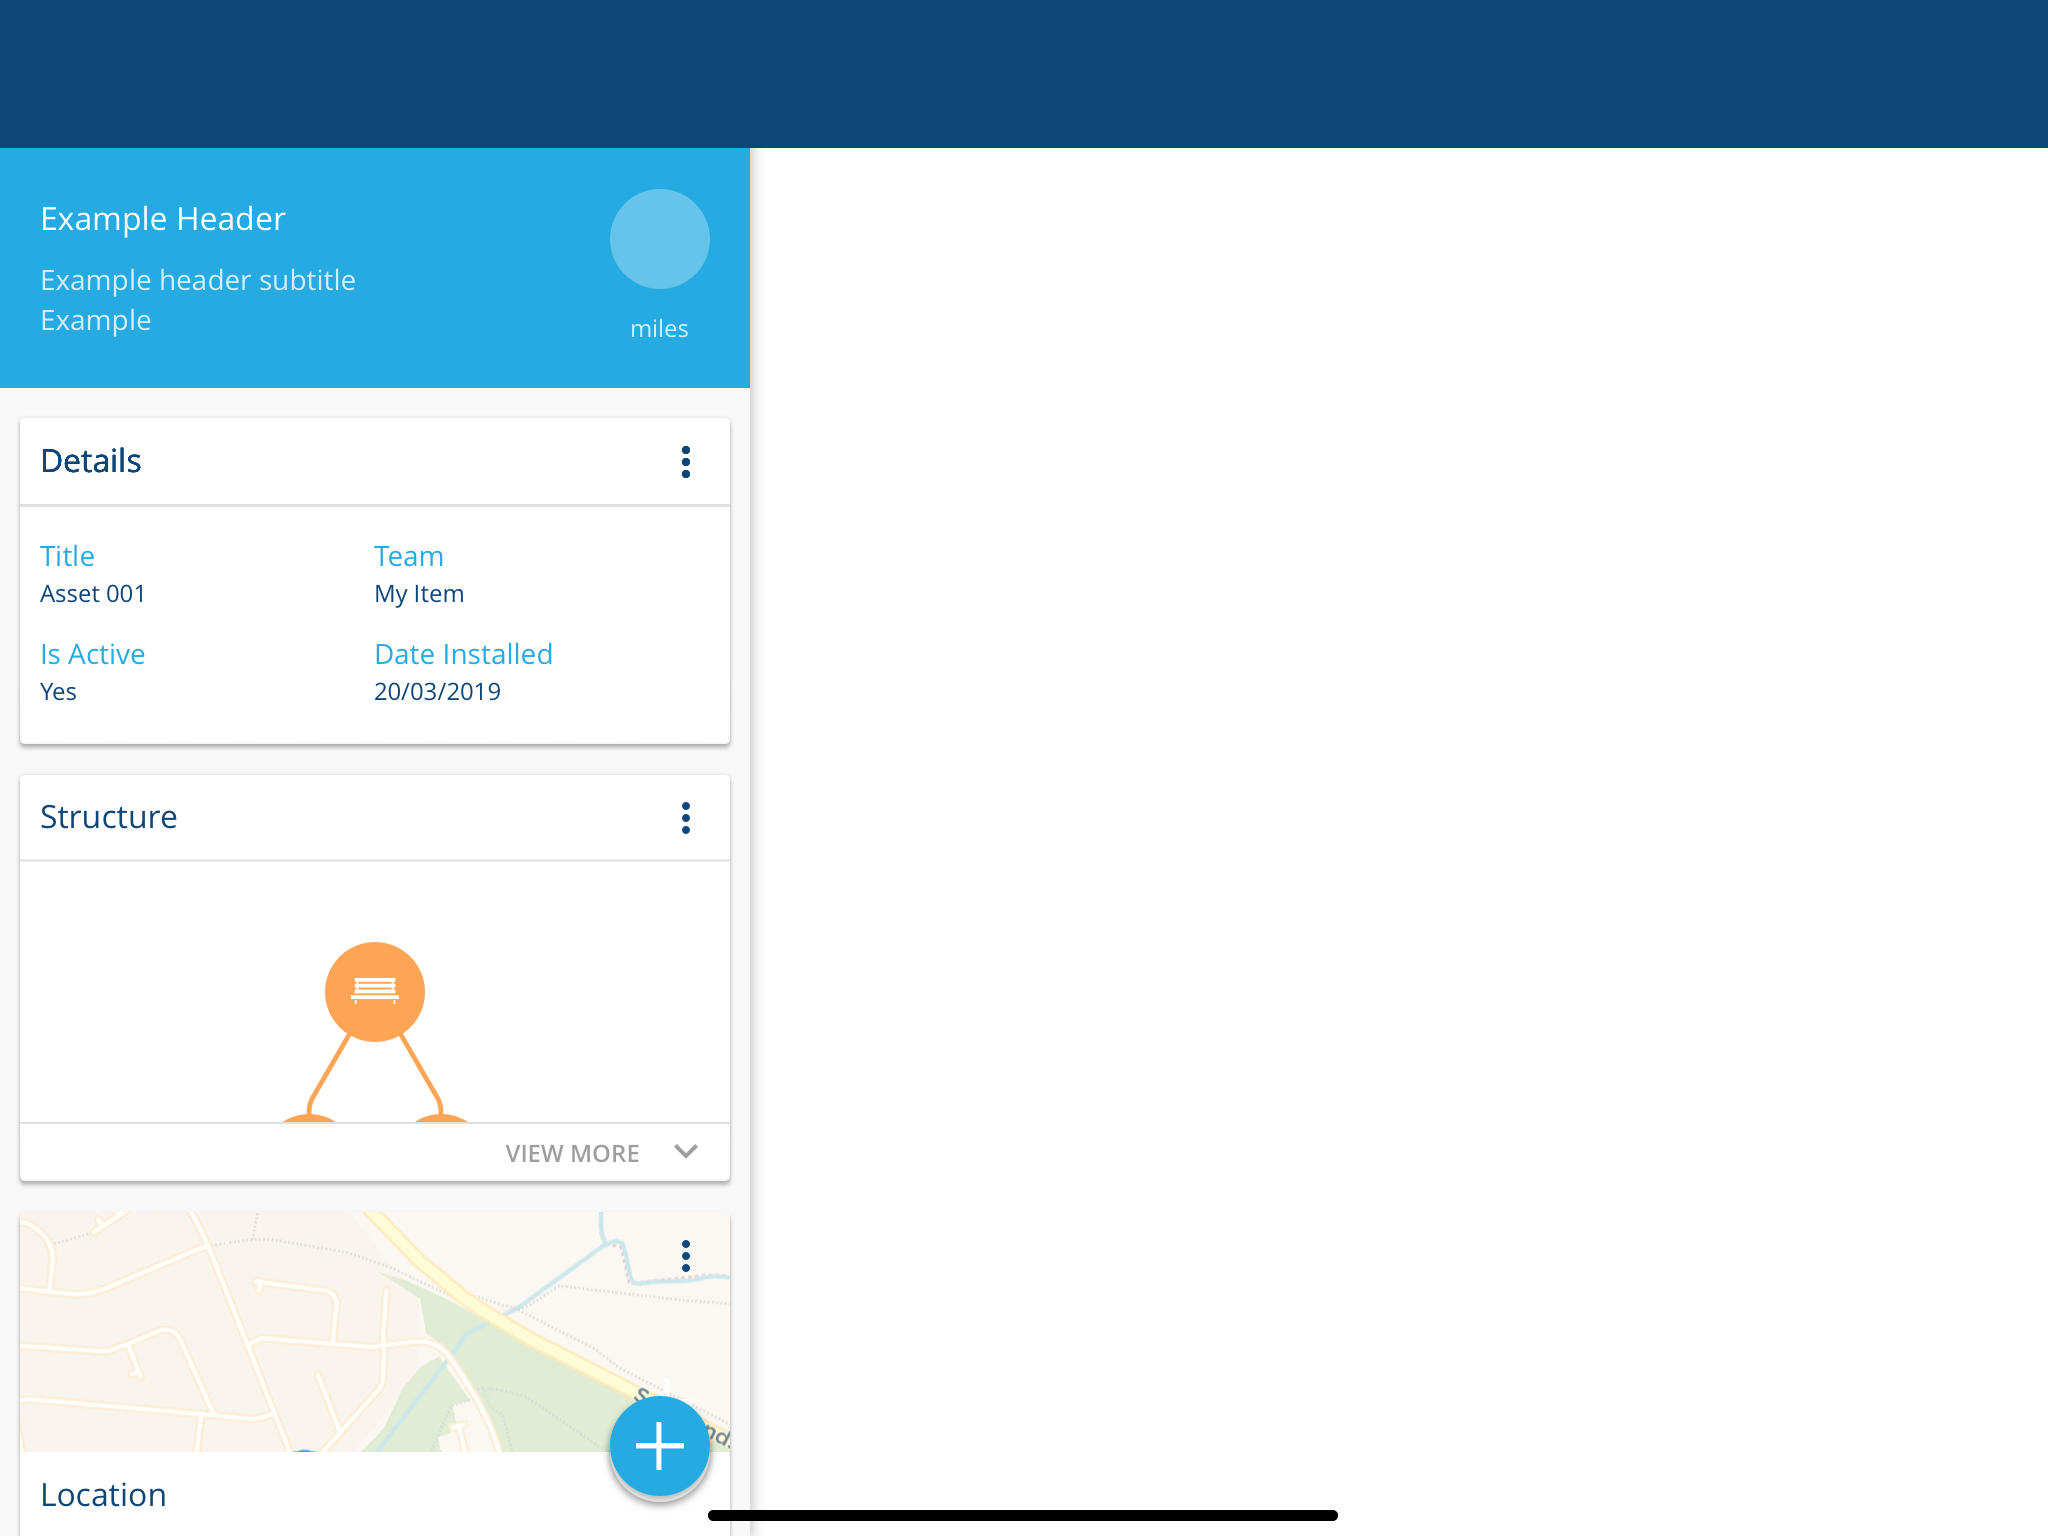 Example Header
Example header subtitle
Example
miles
Details
Title
Team
Asset 001
My Item
Is Active
Date Installed
Yes
20/03/2019
Structure
VIEW MORE
Location